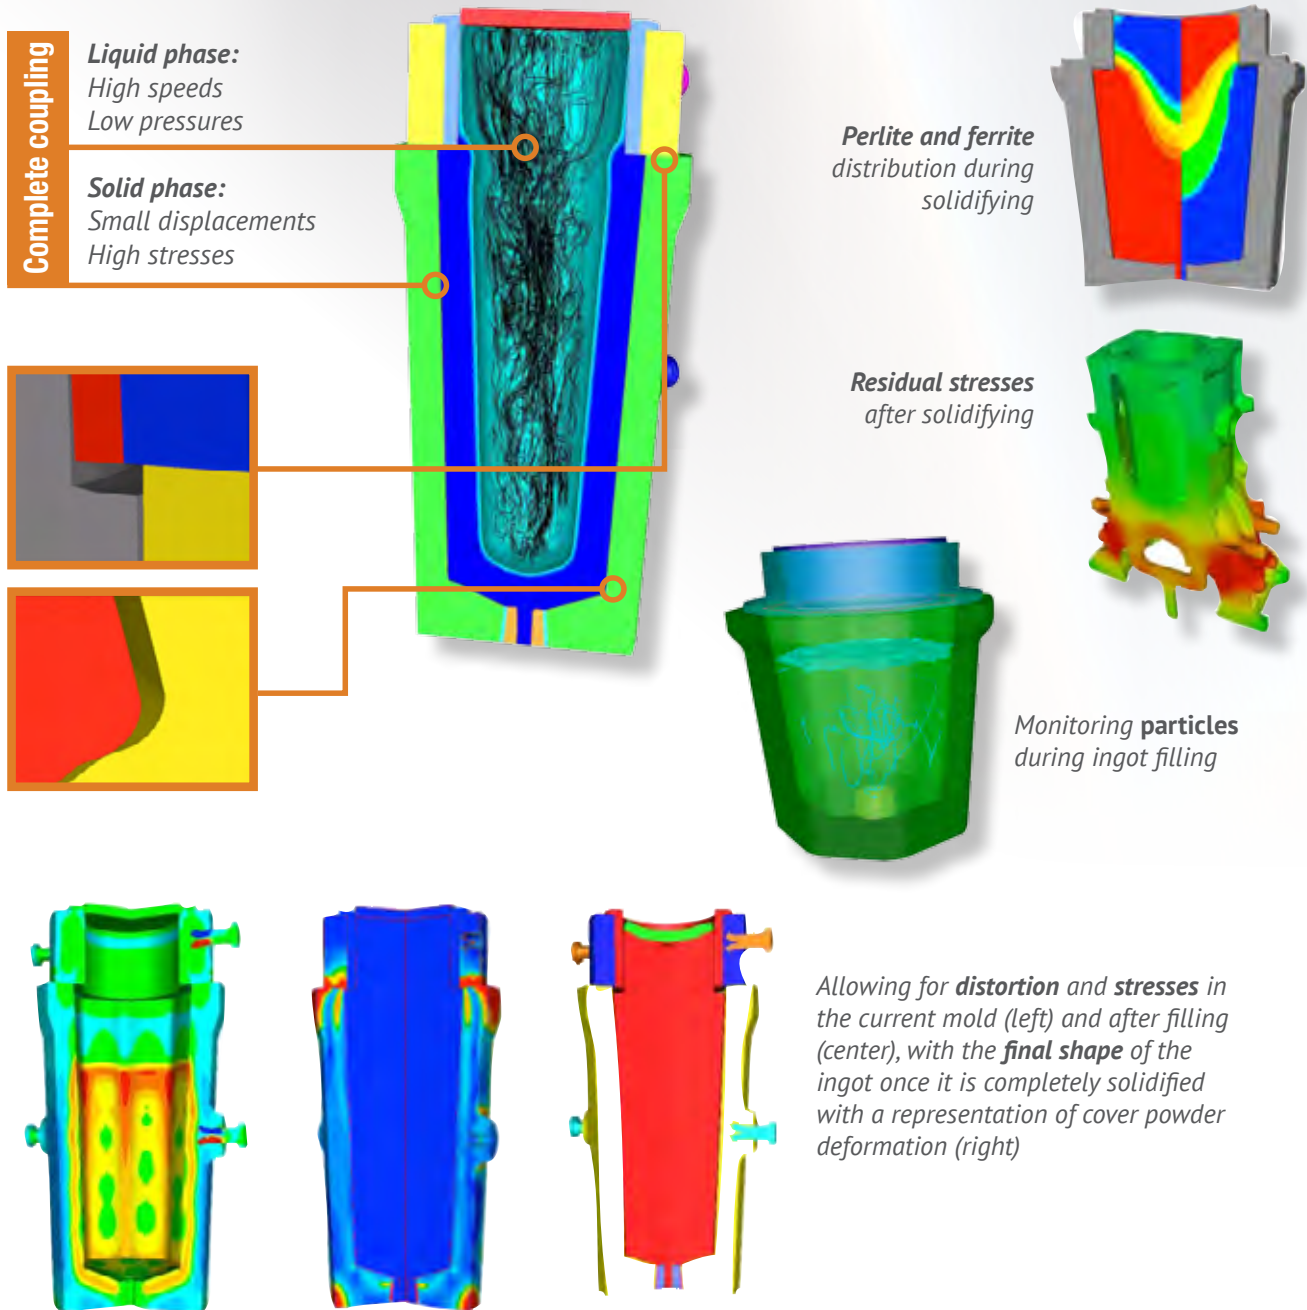 Complete coupling
Liquid phase:
High speeds
Low pressures
Solid phase:
Small displacements
High stresses
Perlite and ferrite
distribution during
solidifying
Residual stresses
after solidifying
Monitoring particles
during ingot filling
Allowing for distortion and stresses in
the current mold (left) and after filling
(center), with the final shape of the
ingot once it is completely solidified
with a representation of cover powder
deformation (right)